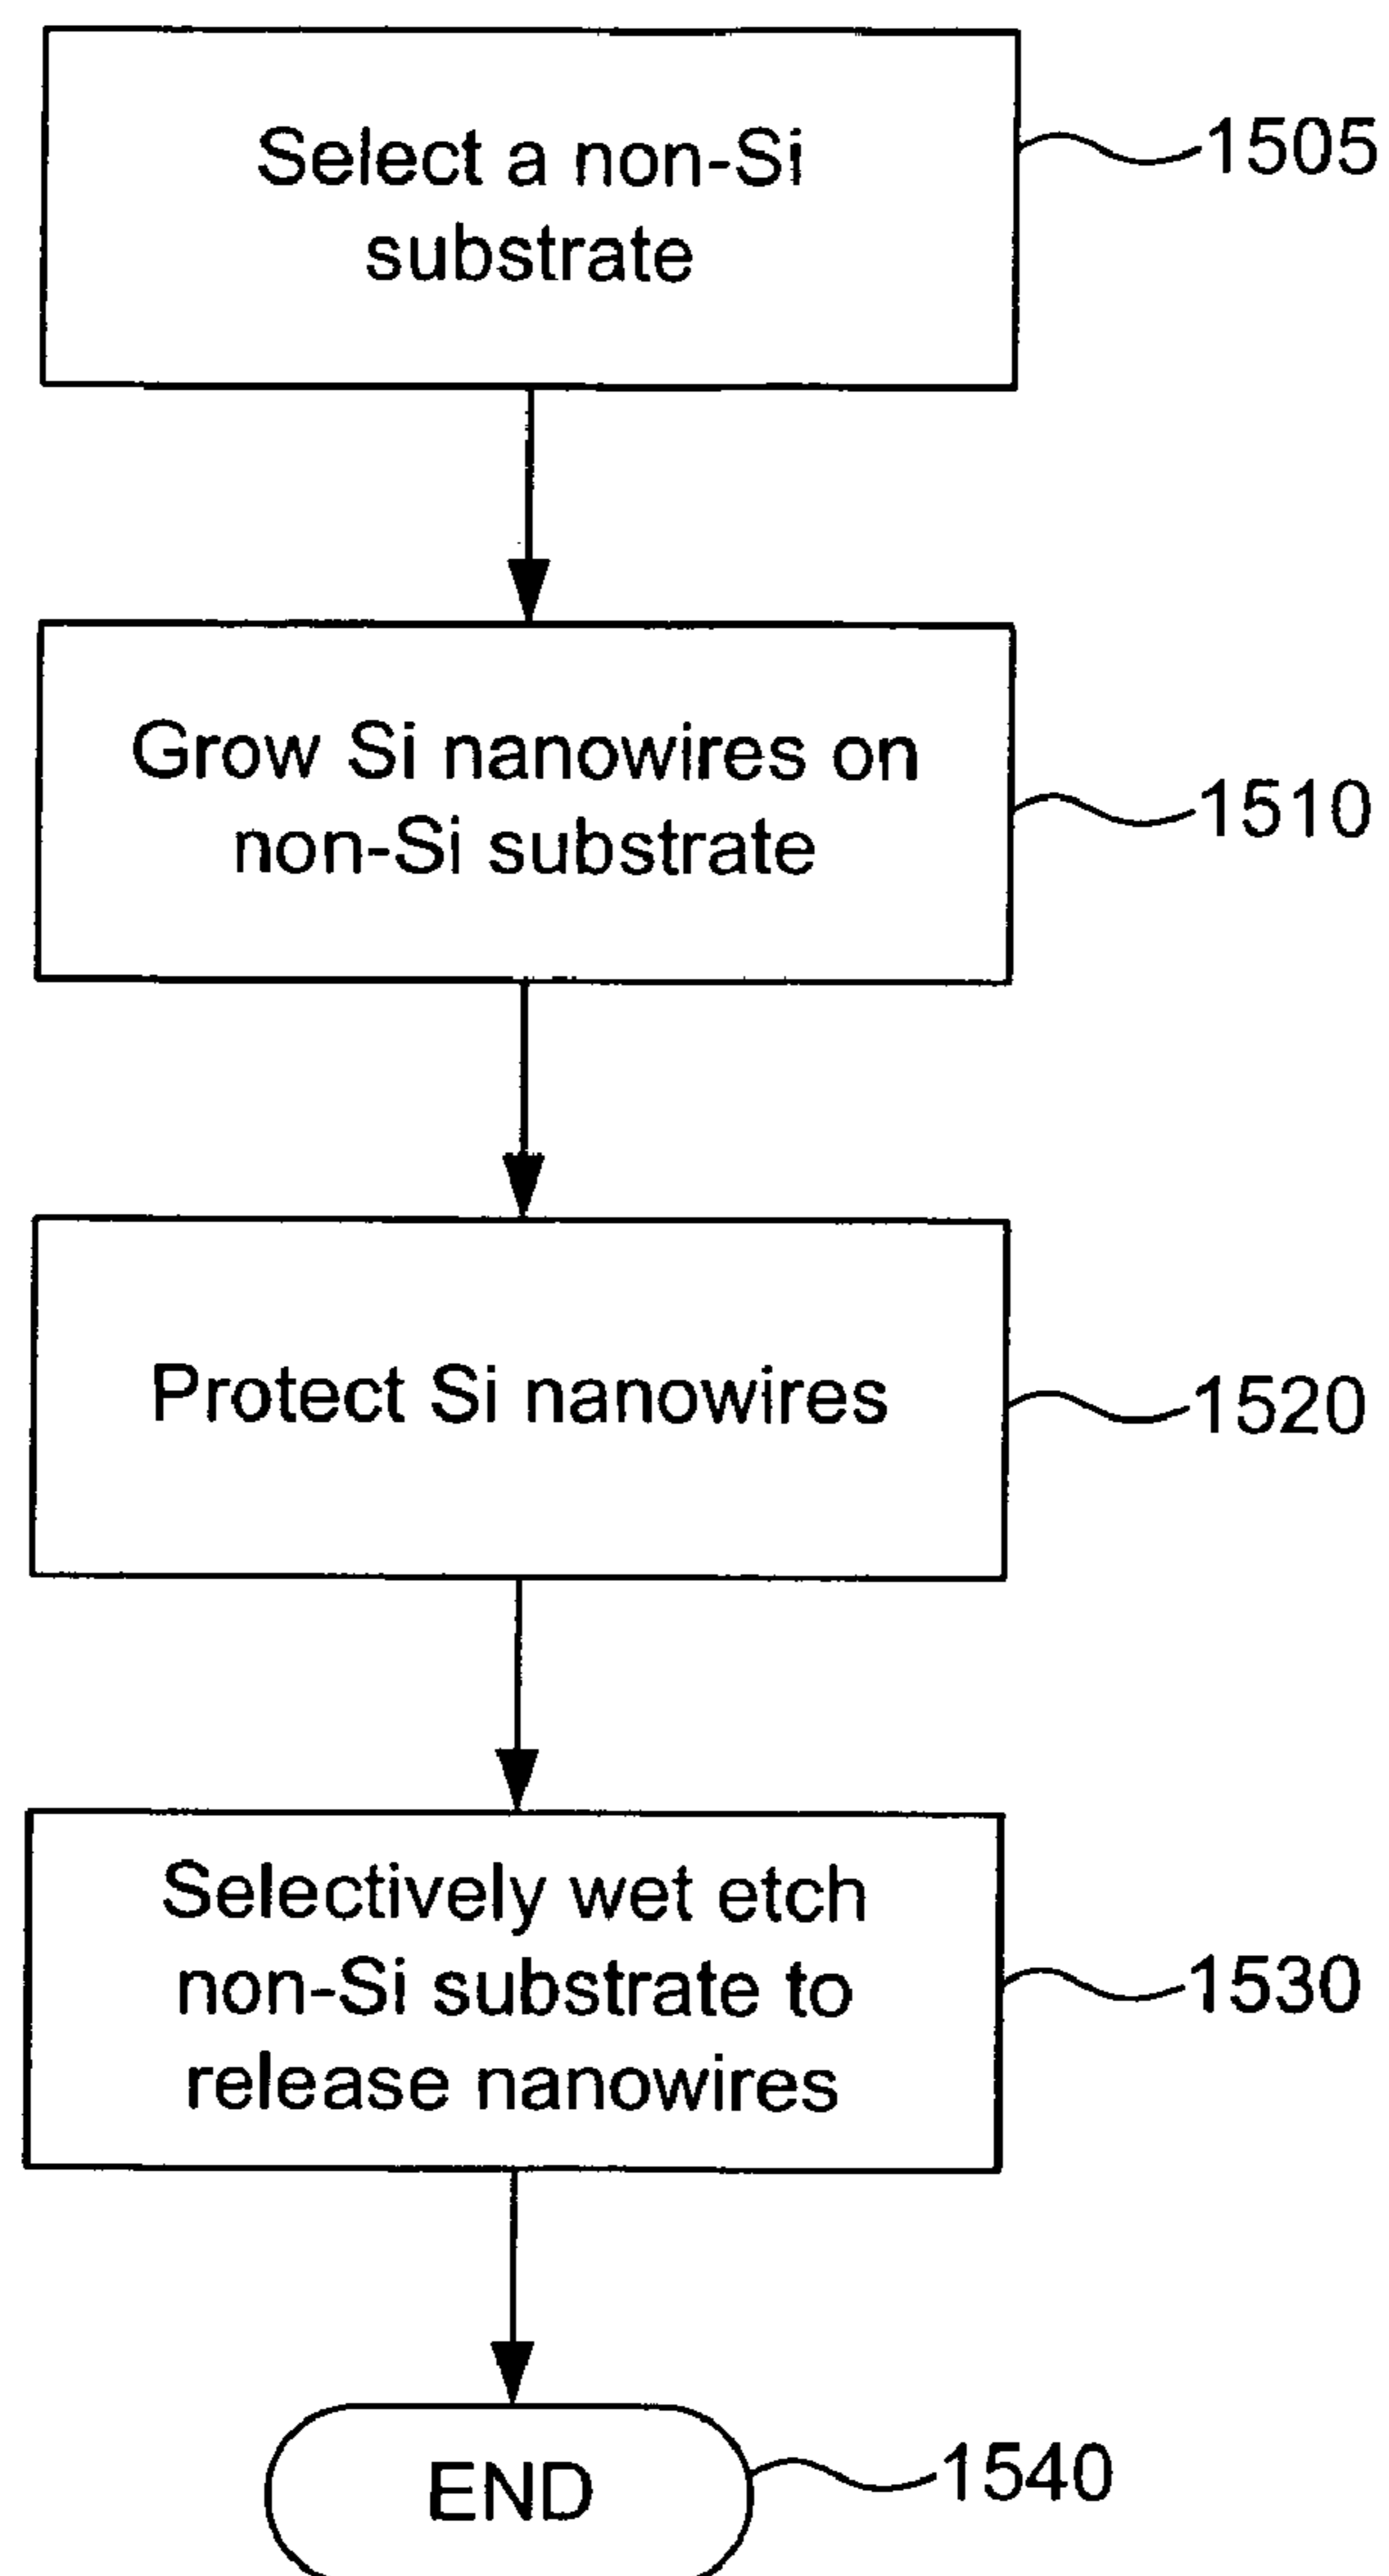 Select a non-Si
substrate
1505
Grow Si nanowires on
non-Si substrate
1510
Protect Si nanowires
1520
Selectively wet etch
non-Si substrate to
release nanowires
1530
END
1540